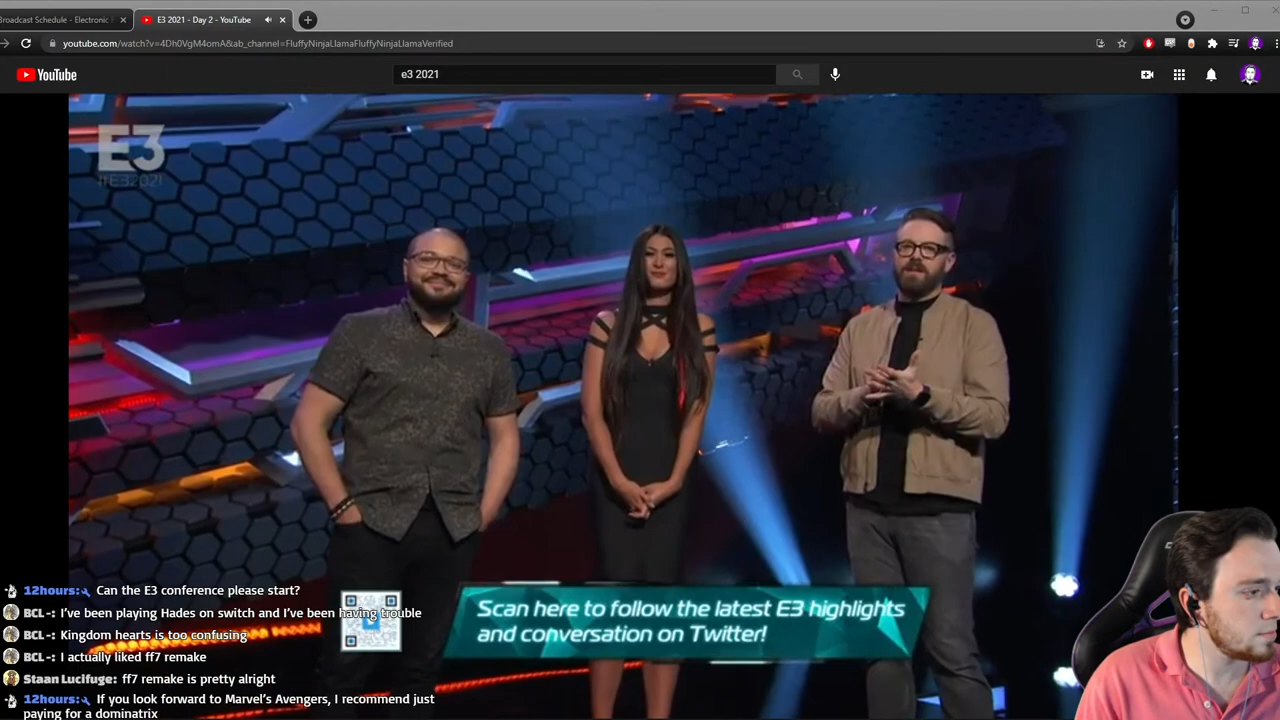 Broadcast Schedule - Electronic
E3 2021 - Day 2 - YouTube
youtube.com/watch?v=4Dh0VgM4omA&ab_channel=FluffyNinjaLlamaFluffyNinjaLlamaVerified
YouTube
e3 2021
E3
#E32021
12hours: Can the E3 conference please start?
BCL-: I've been playing Hades on switch and I've been having trouble
BCL-: Kingdom hearts is too confusing
BCL-: I actually liked ff7 remake
Staan Lucifuge: ff7 remake is pretty alright
12hours: If you look forward to Marvel's Avengers, I recommend just
paying for a dominatrix
Scan here to follow the latest E3 highlights
and conversation on Twitter!